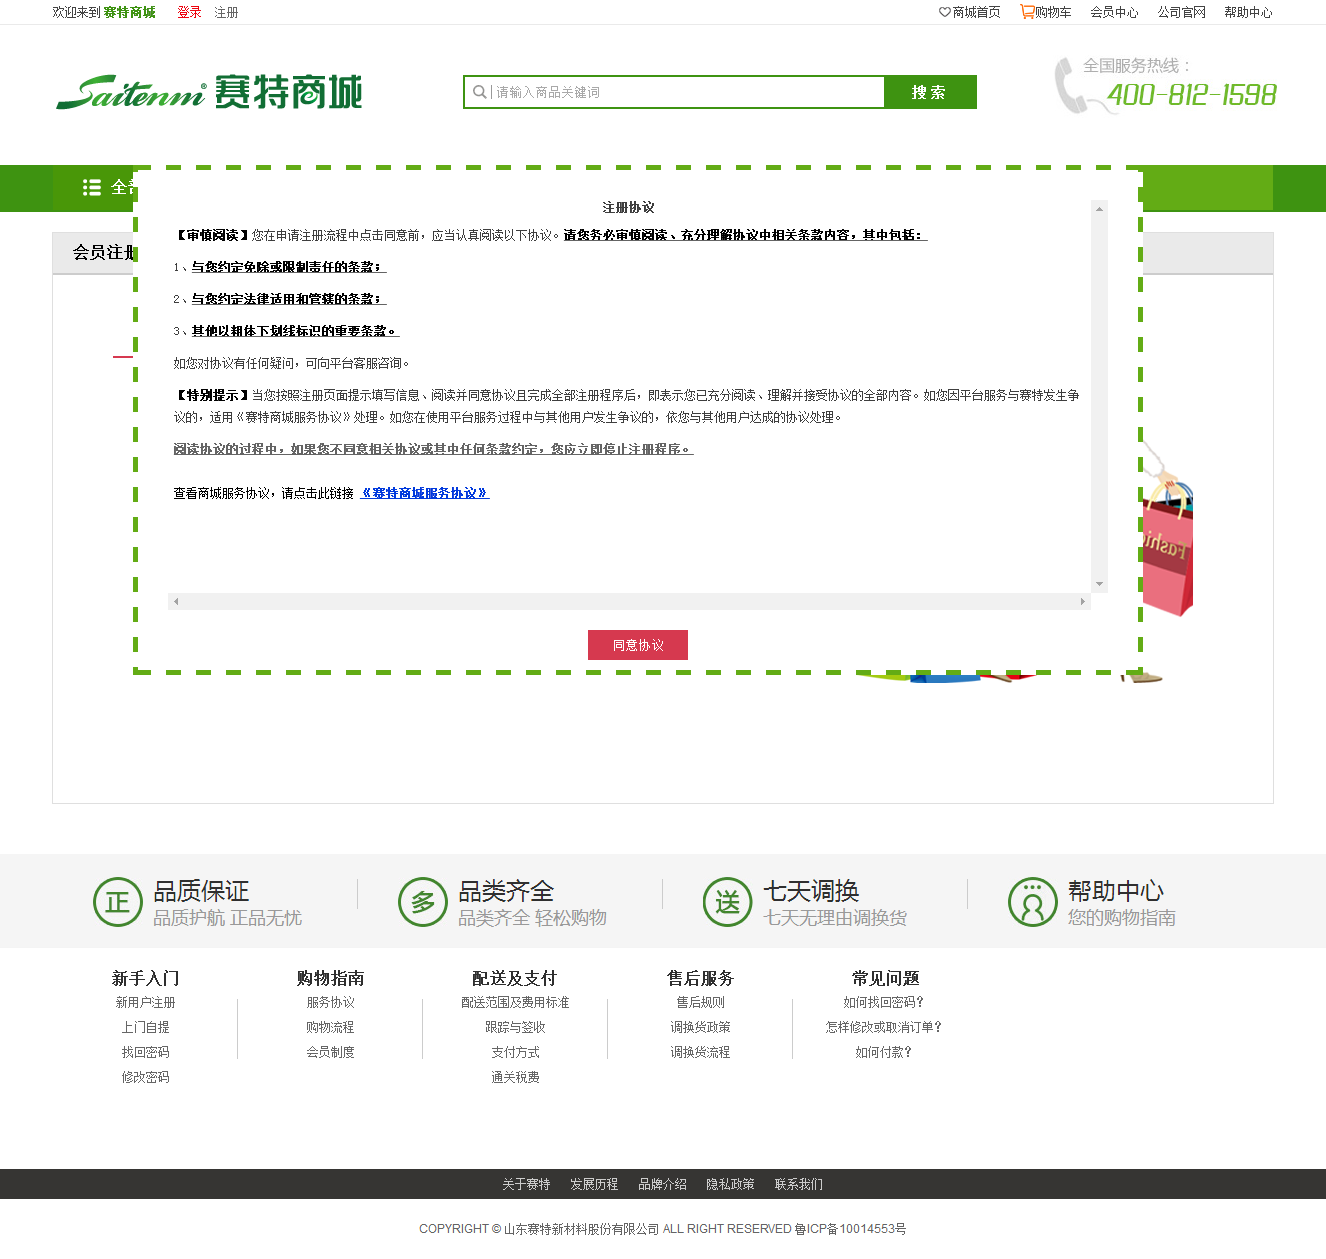 欢迎来到 赛特商城 登录 注册
商城首页 购物车 会员中心 公司官网 帮助中心
Saitenm® 赛特商城
请输入商品关键词
搜 索
全国服务热线：
400-812-1598
全
会员注册
注册协议
【审慎阅读】您在申请注册流程中点击同意前，应当认真阅读以下协议。请您务必审慎阅读、充分理解协议中相关条款内容，其中包括：
1、与您约定免除或限制责任的条款；
2、与您约定法律适用和管辖的条款；
3、其他以粗体下划线标识的重要条款。
如您对协议有任何疑问，可向平台客服咨询。
【特别提示】当您按照注册页面提示填写信息、阅读并同意协议且完成全部注册程序后，即表示您已充分阅读、理解并接受协议的全部内容。如您因平台服务与赛特发生争
议的，适用《赛特商城服务协议》处理。如您在使用平台服务过程中与其他用户发生争议的，依您与其他用户达成的协议处理。
阅读协议的过程中，如果您不同意相关协议或其中任何条款约定，您应立即停止注册程序。
查看商城服务协议，请点击此链接 《赛特商城服务协议》
Fashi
同意协议
正 品质保证
品质护航 正品无忧
多 品类齐全
品类齐全 轻松购物
送 七天调换
七天无理由调换货
帮助中心
您的购物指南
新手入门
新用户注册
上门自提
找回密码
修改密码
购物指南
服务协议
购物流程
会员制度
配送及支付
配送范围及费用标准
跟踪与签收
支付方式
通关税费
售后服务
售后规则
调换货政策
调换货流程
常见问题
如何找回密码？
怎样修改或取消订单？
如何付款？
关于赛特 发展历程 品牌介绍 隐私政策 联系我们
COPYRIGHT © 山东赛特新材料股份有限公司 ALL RIGHT RESERVED 鲁ICP备10014553号